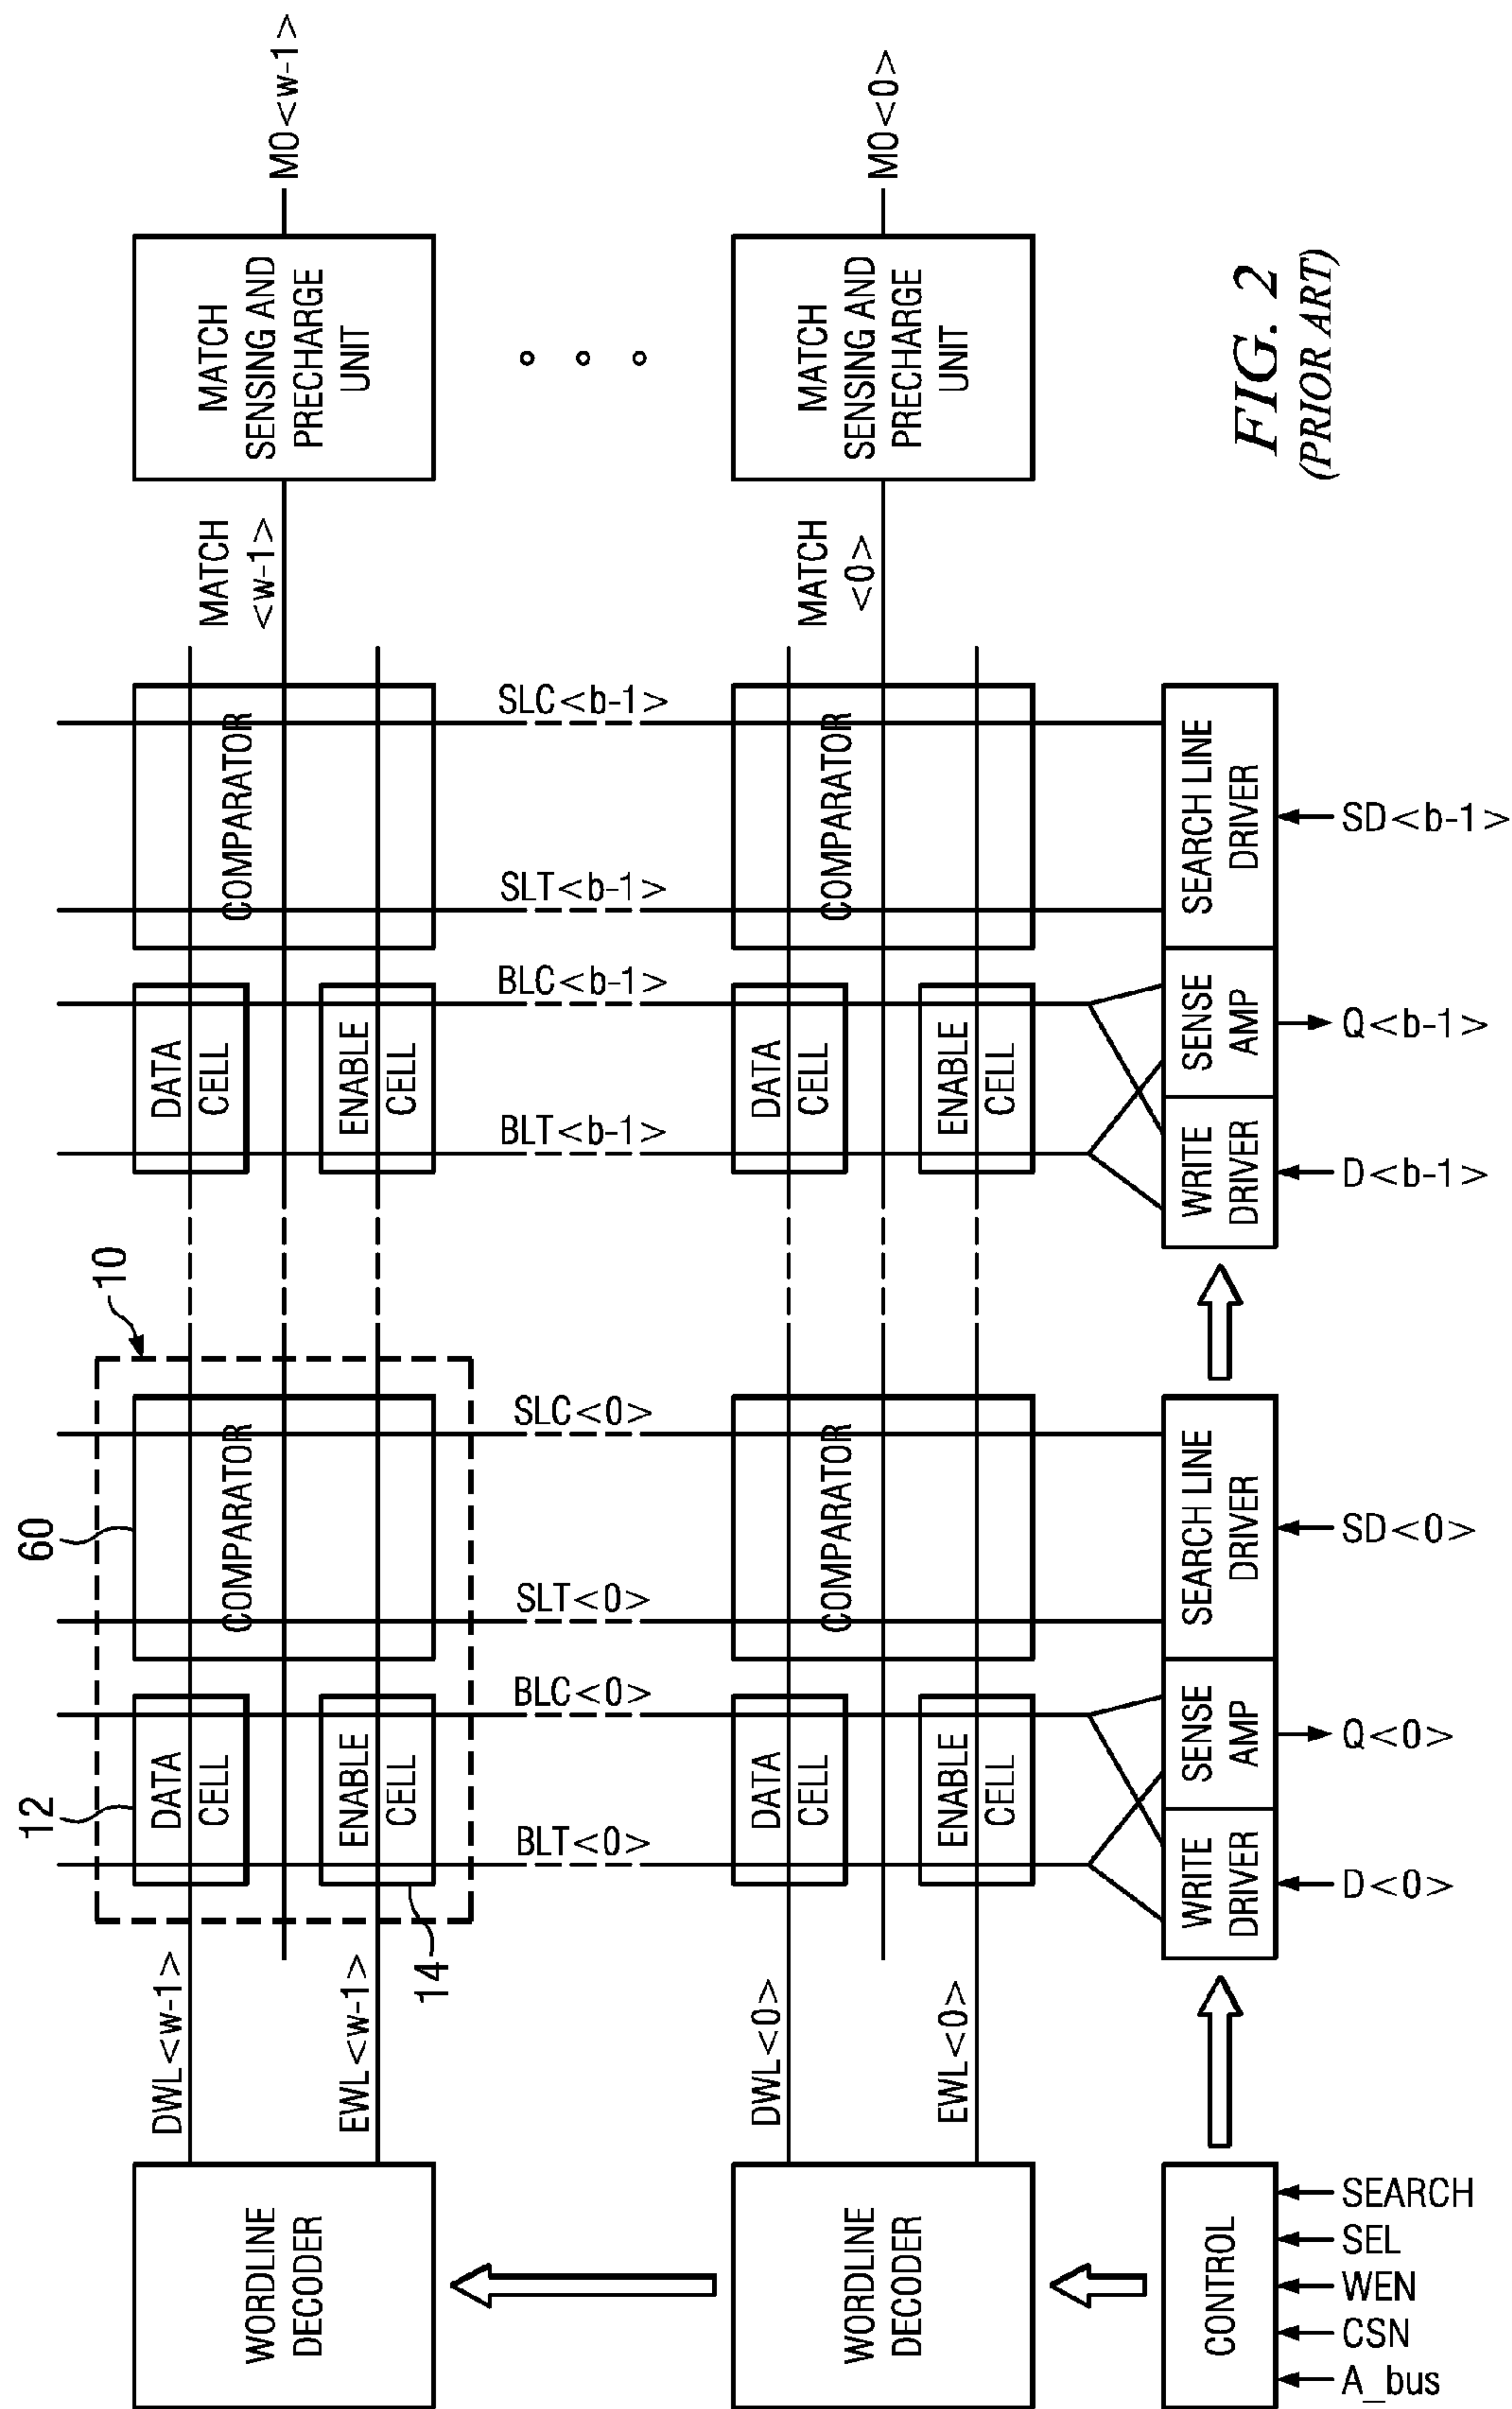 10
12
60
DWL<w-1>
DATA
CELL
COMPARATOR
DATA
CELL
COMPARATOR
MATCH
<w-1>
MATCH
SENSING AND
PRECHARGE
UNIT
MO<w-1>
WORDLINE
DECODER
EWL<w-1>
ENABLE
CELL
ENABLE
CELL
14
BLT<0>
BLC<0>
SLT<0>
SLC<0>
BLT<b-1>
BLC<b-1>
SLT<b-1>
SLC<b-1>
DWL<0>
DATA
CELL
COMPARATOR
DATA
CELL
COMPARATOR
MATCH
<0>
MATCH
SENSING AND
PRECHARGE
UNIT
MO<0>
WORDLINE
DECODER
EWL<0>
ENABLE
CELL
ENABLE
CELL
CONTROL
WRITE
DRIVER
SENSE
AMP
SEARCH LINE
DRIVER
WRITE
DRIVER
SENSE
AMP
SEARCH LINE
DRIVER
A_bus
CSN
WEN
SEL
SEARCH
D<0>
Q<0>
SD<0>
D<b-1>
Q<b-1>
SD<b-1>
FIG. 2
(PRIOR ART)